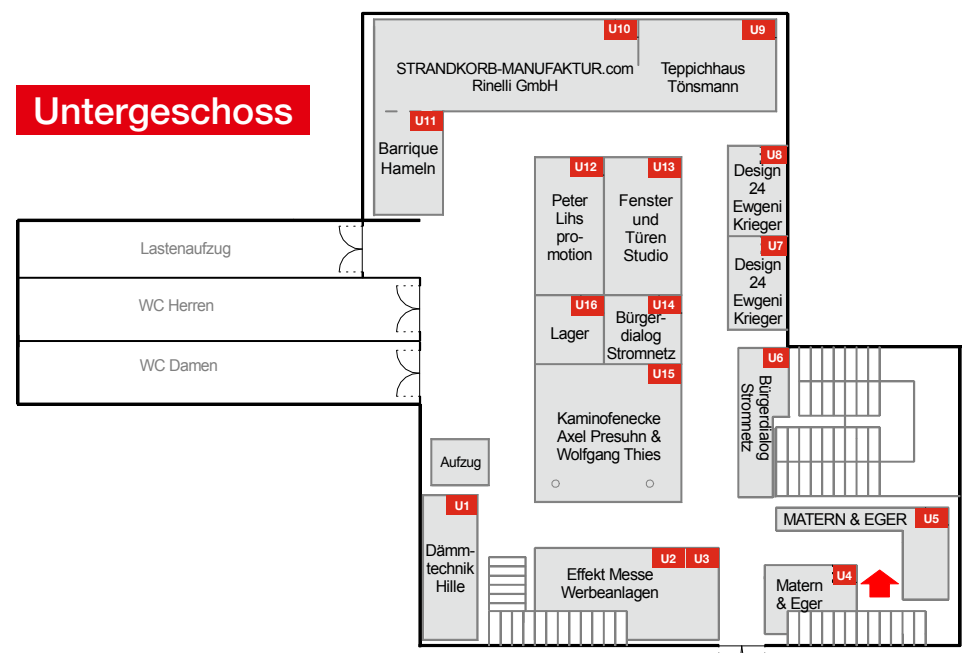 Untergeschoss
U10
STRANDKORB-MANUFAKTUR.com
Rinelli GmbH
U9
Teppichhaus
Tönsmann
U11
Barrique
Hameln
U12
Peter
Lihs
pro-
motion
U13
Fenster
und
Türen
Studio
U8
Design
24
Ewgeni
Krieger
U7
Design
24
Ewgeni
Krieger
Lastenaufzug
WC Herren
WC Damen
U16
Lager
U14
Bürger-
dialog
Stromnetz
U15
Kaminofenecke
Axel Presuhn &
Wolfgang Thies
U6
Bürgerdialog
Stromnetz
Aufzug
U1
Dämm-
technik
Hille
U2 U3
Effekt Messe
Werbeanlagen
MATERN & EGER U5
U4
Matern
& Eger